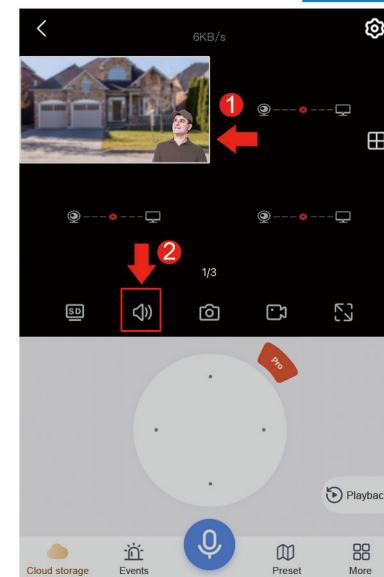 6KB/s
1
2
1/3
SD
Pro
Playbac
Cloud storage
Events
Preset
More